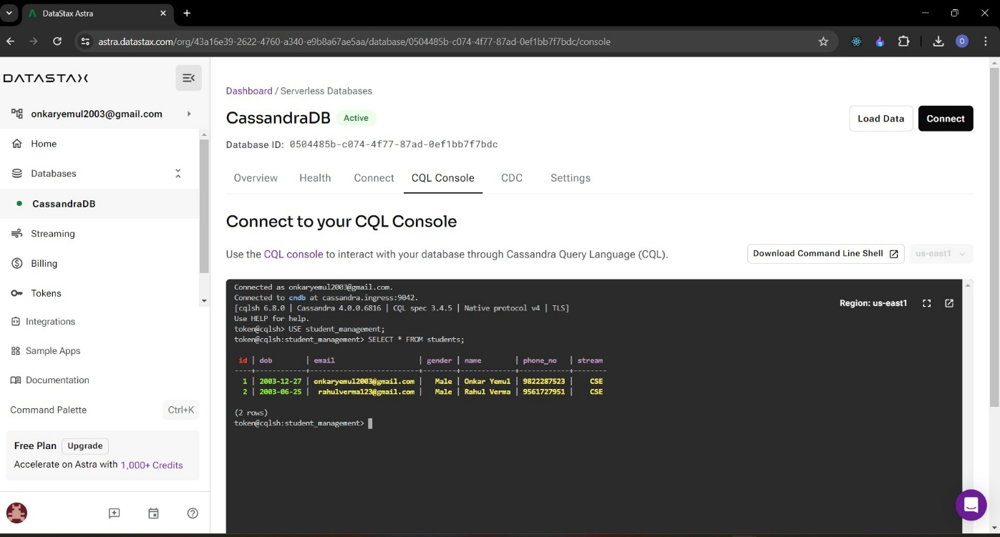 DataStax Astra
astra.datastax.com/org/43a16e39-2622-4760-a340-e9b8a67ae5aa/database/0504485b-c074-4f77-87ad-0ef1bb7f7bdc/console
O
DATASTAX
onkaryemul2003@gmail.com
Home
Databases
CassandraDB
Streaming
Billing
Tokens
Integrations
Sample Apps
Documentation
Command Palette Ctrl+K
Free Plan Upgrade
Accelerate on Astra with 1,000+ Credits
Dashboard / Serverless Databases
CassandraDB Active
Load Data Connect
Database ID: 0504485b-c074-4f77-87ad-0ef1bb7f7bdc
Overview Health Connect CQL Console CDC Settings
Connect to your CQL Console
Use the CQL console to interact with your database through Cassandra Query Language (CQL).
Download Command Line Shell us-east1
Connected as onkaryemul2003@gmail.com.
Connected to cndb at cassandra.ingress:9042.
[cqlsh 6.8.0 | Cassandra 4.0.0.6816 | CQL spec 3.4.5 | Native protocol v4 | TLS]
Region: us-east1
Use HELP for help.
token@cqlsh> USE student_management;
token@cqlsh:student_management> SELECT * FROM students;
id | dob | email | gender | name | phone_no | stream
----+------------+--------------------------+--------+-------------+------------+--------
1 | 2003-12-27 | onkaryemul2003@gmail.com | Male | Onkar Yemul | 9822287523 | CSE
2 | 2003-06-25 | rahulverma123@gmail.com | Male | Rahul Verma | 9561727951 | CSE
(2 rows)
token@cqlsh:student_management>